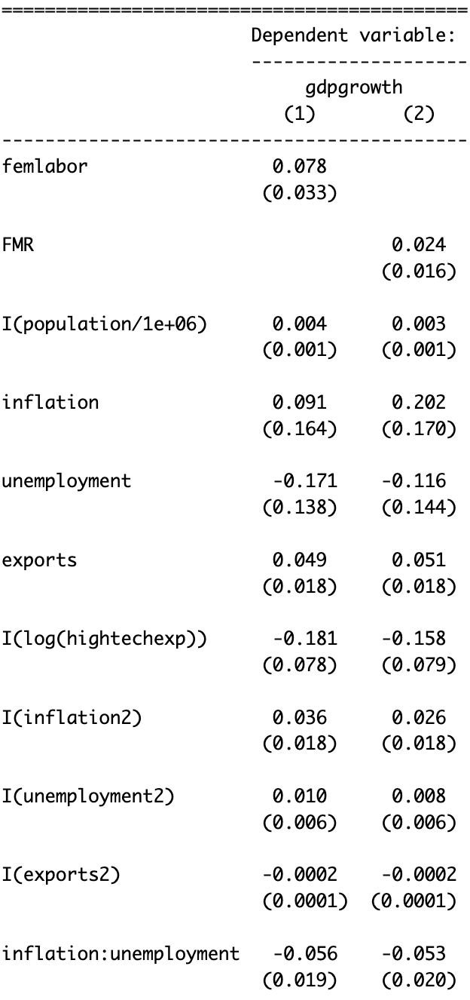 =============================================
Dependent variable:
--------------------
gdpgrowth
(1) (2)
---------------------------------------------
femlabor 0.078
(0.033)
FMR 0.024
(0.016)
I(population/1e+06) 0.004 0.003
(0.001) (0.001)
inflation 0.091 0.202
(0.164) (0.170)
unemployment -0.171 -0.116
(0.138) (0.144)
exports 0.049 0.051
(0.018) (0.018)
I(log(hightechexp)) -0.181 -0.158
(0.078) (0.079)
I(inflation2) 0.036 0.026
(0.018) (0.018)
I(unemployment2) 0.010 0.008
(0.006) (0.006)
I(exports2) -0.0002 -0.0002
(0.0001) (0.0001)
inflation:unemployment -0.056 -0.053
(0.019) (0.020)